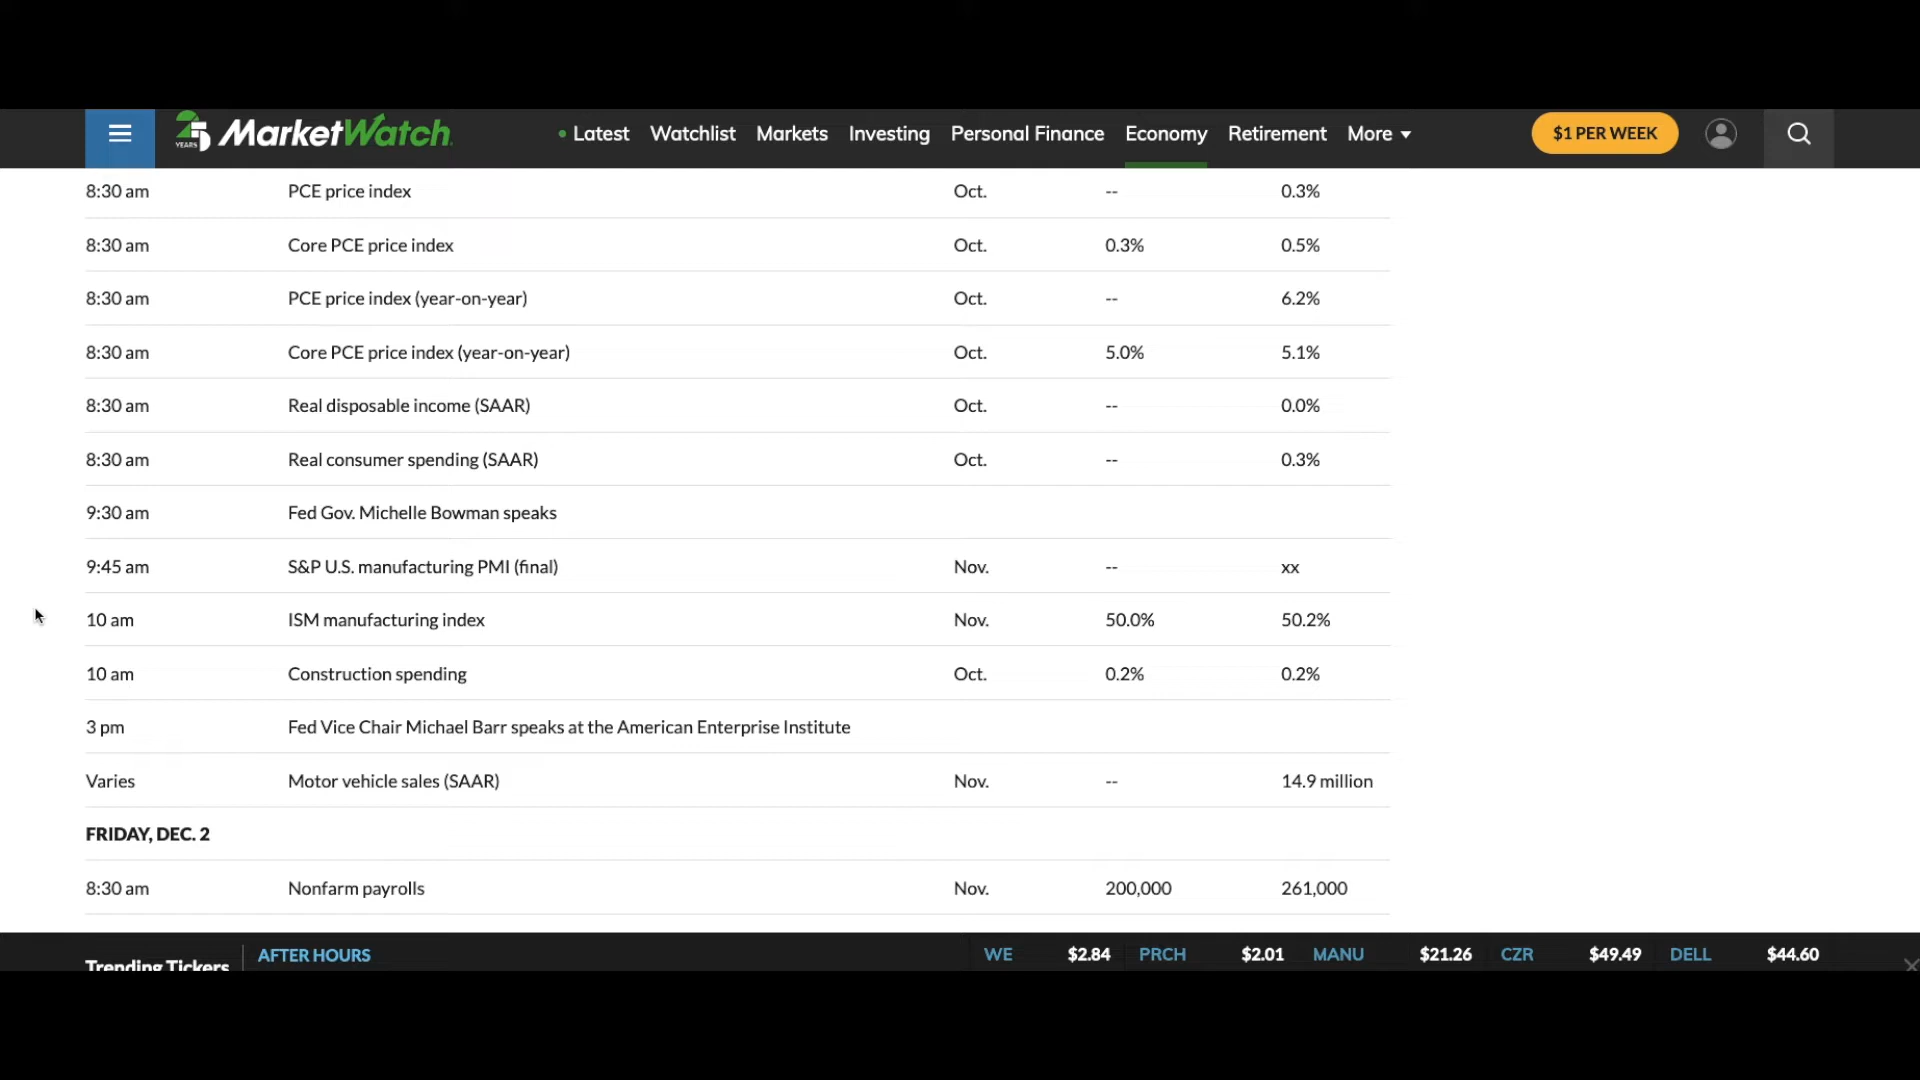 25 YEARS MarketWatch • Latest Watchlist Markets Investing Personal Finance Economy Retirement More $1 PER WEEK
8:30 am PCE price index Oct. -- 0.3%
8:30 am Core PCE price index Oct. 0.3% 0.5%
8:30 am PCE price index (year-on-year) Oct. -- 6.2%
8:30 am Core PCE price index (year-on-year) Oct. 5.0% 5.1%
8:30 am Real disposable income (SAAR) Oct. -- 0.0%
8:30 am Real consumer spending (SAAR) Oct. -- 0.3%
9:30 am Fed Gov. Michelle Bowman speaks
9:45 am S&P U.S. manufacturing PMI (final) Nov. -- xx
10 am ISM manufacturing index Nov. 50.0% 50.2%
10 am Construction spending Oct. 0.2% 0.2%
3 pm Fed Vice Chair Michael Barr speaks at the American Enterprise Institute
Varies Motor vehicle sales (SAAR) Nov. -- 14.9 million
FRIDAY, DEC. 2
8:30 am Nonfarm payrolls Nov. 200,000 261,000
Trending Tickers AFTER HOURS WE $2.84 PRCH $2.01 MANU $21.26 CZR $49.49 DELL $44.60